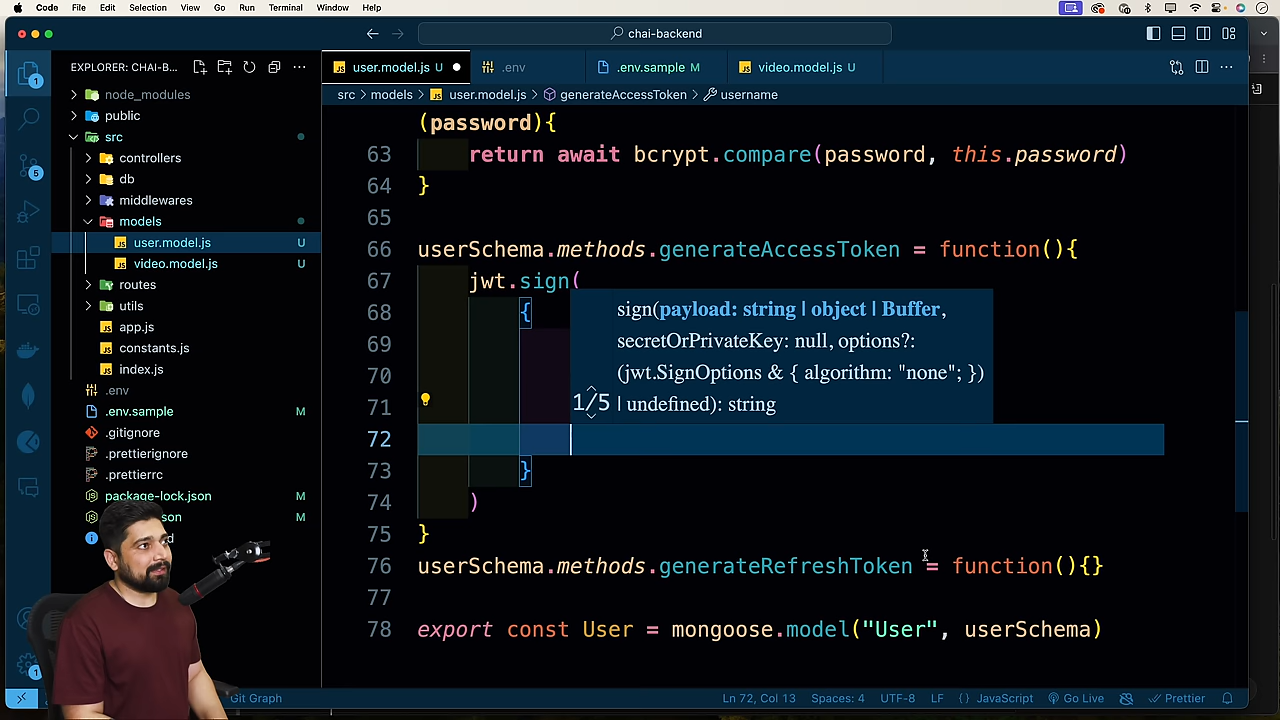 Code File Edit Selection View Go Run Terminal Window Help
chai-backend
EXPLORER: CHAI-B...
user.model.js U
.env
.env.sample M
video.model.js U
src > models > user.model.js > generateAccessToken > username
node_modules
public
src
controllers
db
middlewares
models
user.model.js U
video.model.js U
routes
utils
app.js
constants.js
index.js
.env
.env.sample M
.gitignore
.prettierignore
.prettierrc
package-lock.json M
son M
(password){
63 return await bcrypt.compare(password, this.password)
64 }
65
66 userSchema.methods.generateAccessToken = function(){
67 jwt.sign(
68 {
69
70
71
72
73 }
74 )
75 }
76 userSchema.methods.generateRefreshToken = function(){}
77
78 export const User = mongoose.model("User", userSchema)
sign(payload: string | object | Buffer,
secretOrPrivateKey: null, options?:
(jwt.SignOptions & { algorithm: "none"; })
1/5 | undefined): string
1
5
1
Git Graph
Ln 72, Col 13 Spaces: 4 UTF-8 LF {} JavaScript Go Live Prettier